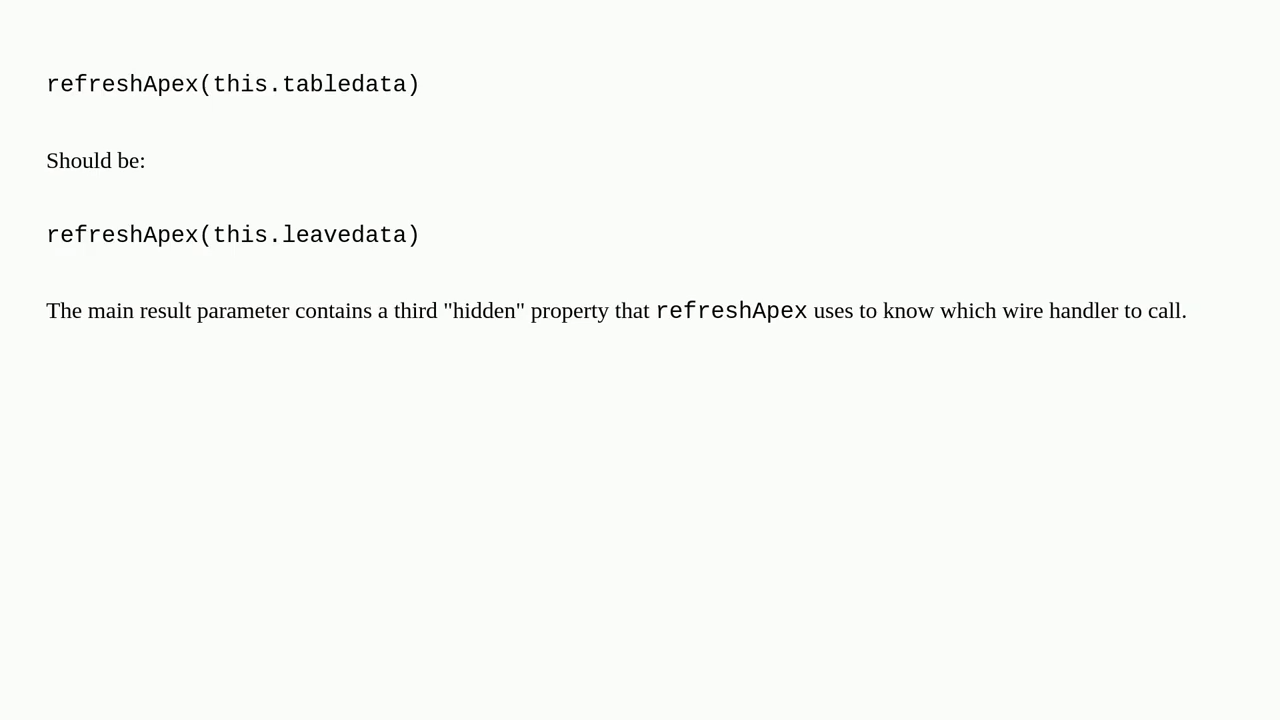 refreshApex(this.tabledata)
Should be:
refreshApex(this.leavedata)
The main result parameter contains a third "hidden" property that refreshApex uses to know which wire handler to call.